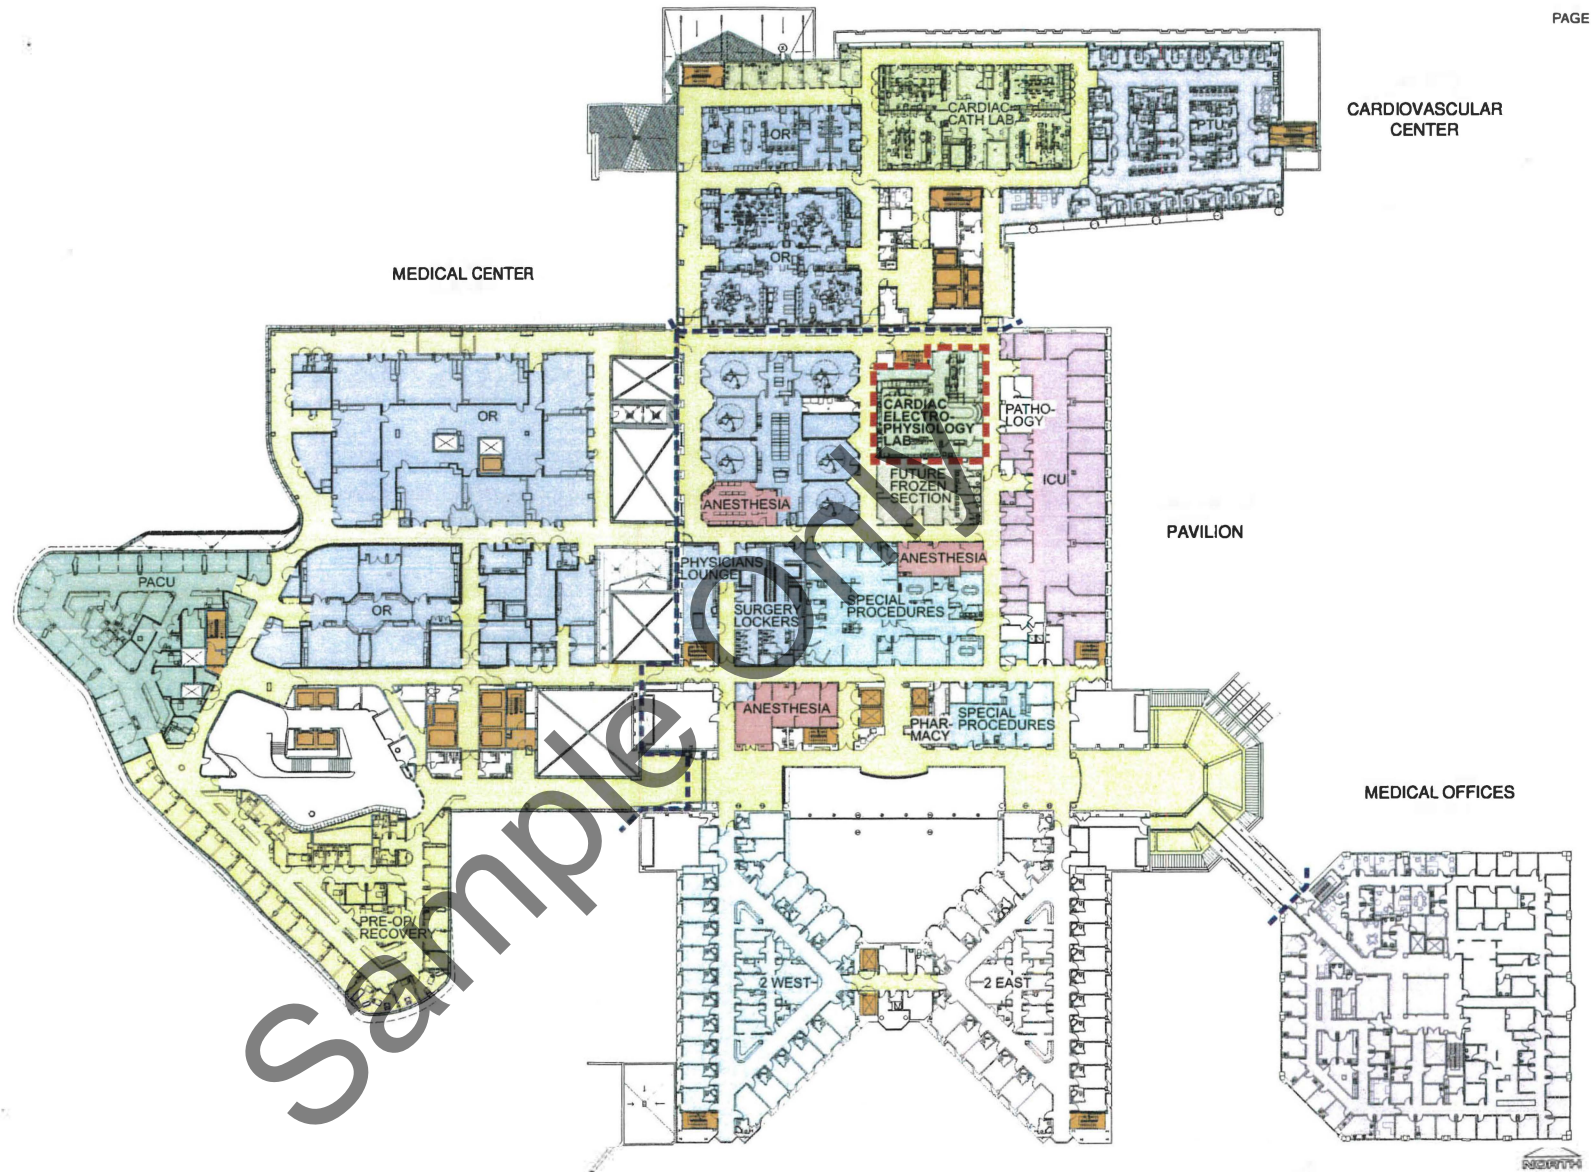 PAGE
CARDIOVASCULAR
CENTER
CARDIAC
CATH LAB
OR
PTU
OR
MEDICAL CENTER
OR
CARDIAC
ELECTRO-
PHYSIOLOGY
LAB
PATHO-
LOGY
FUTURE
FROZEN
SECTION
ICU
ANESTHESIA
PAVILION
PHYSICIANS
LOUNGE
ANESTHESIA
PACU
OR
SURGERY
LOCKERS
SPECIAL
PROCEDURES
ANESTHESIA
PHAR-
MACY
SPECIAL
PROCEDURES
MEDICAL OFFICES
PRE-OP/
RECOVERY
2 WEST
2 EAST
NORTH
Sample Only